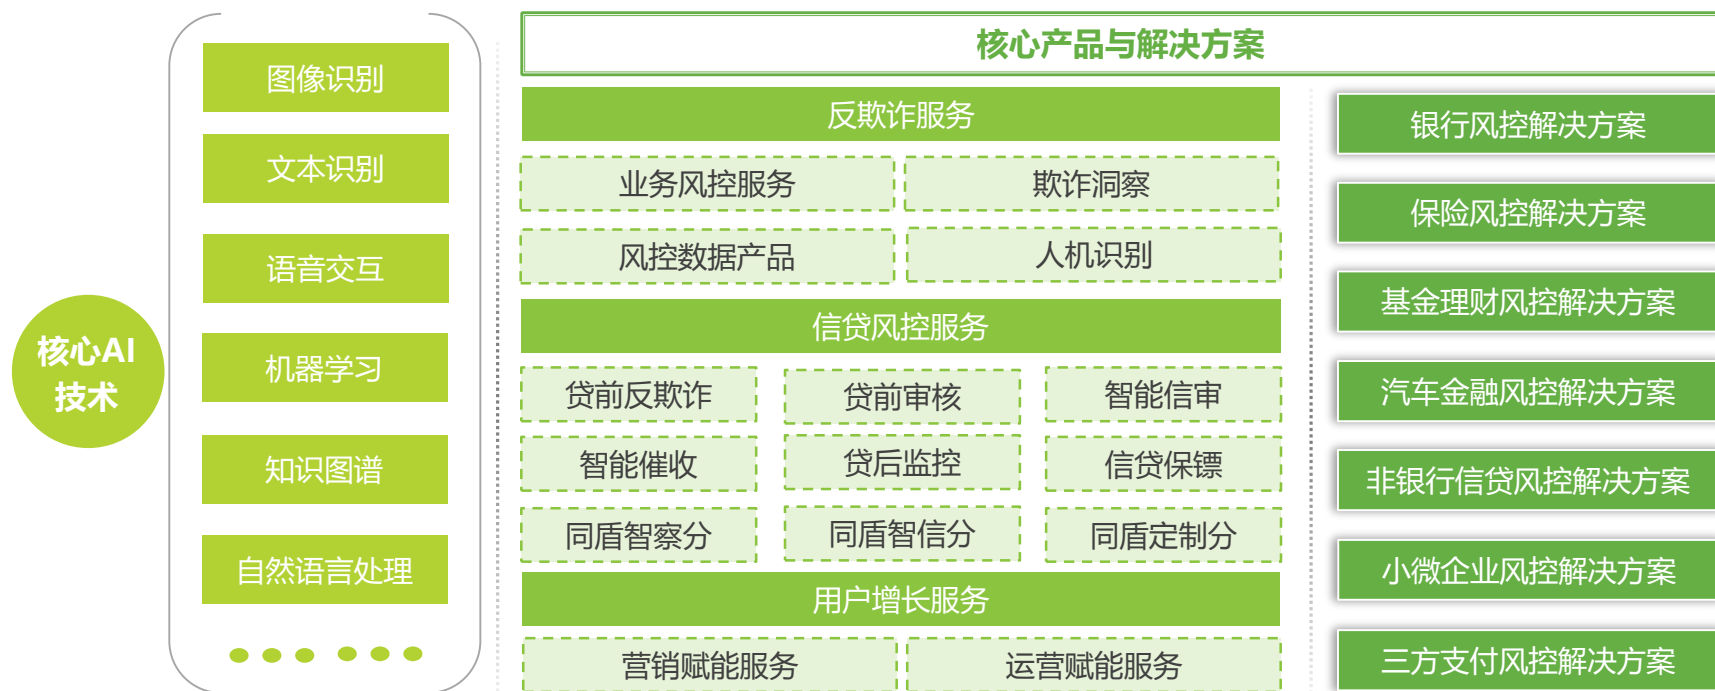 核心AI
技术
图像识别
文本识别
语音交互
机器学习
知识图谱
自然语言处理
核心产品与解决方案
反欺诈服务
业务风控服务
欺诈洞察
风控数据产品
人机识别
信贷风控服务
贷前反欺诈
贷前审核
智能信审
智能催收
贷后监控
信贷保镖
同盾智察分
同盾智信分
同盾定制分
用户增长服务
营销赋能服务
运营赋能服务
银行风控解决方案
保险风控解决方案
基金理财风控解决方案
汽车金融风控解决方案
非银行信贷风控解决方案
小微企业风控解决方案
三方支付风控解决方案